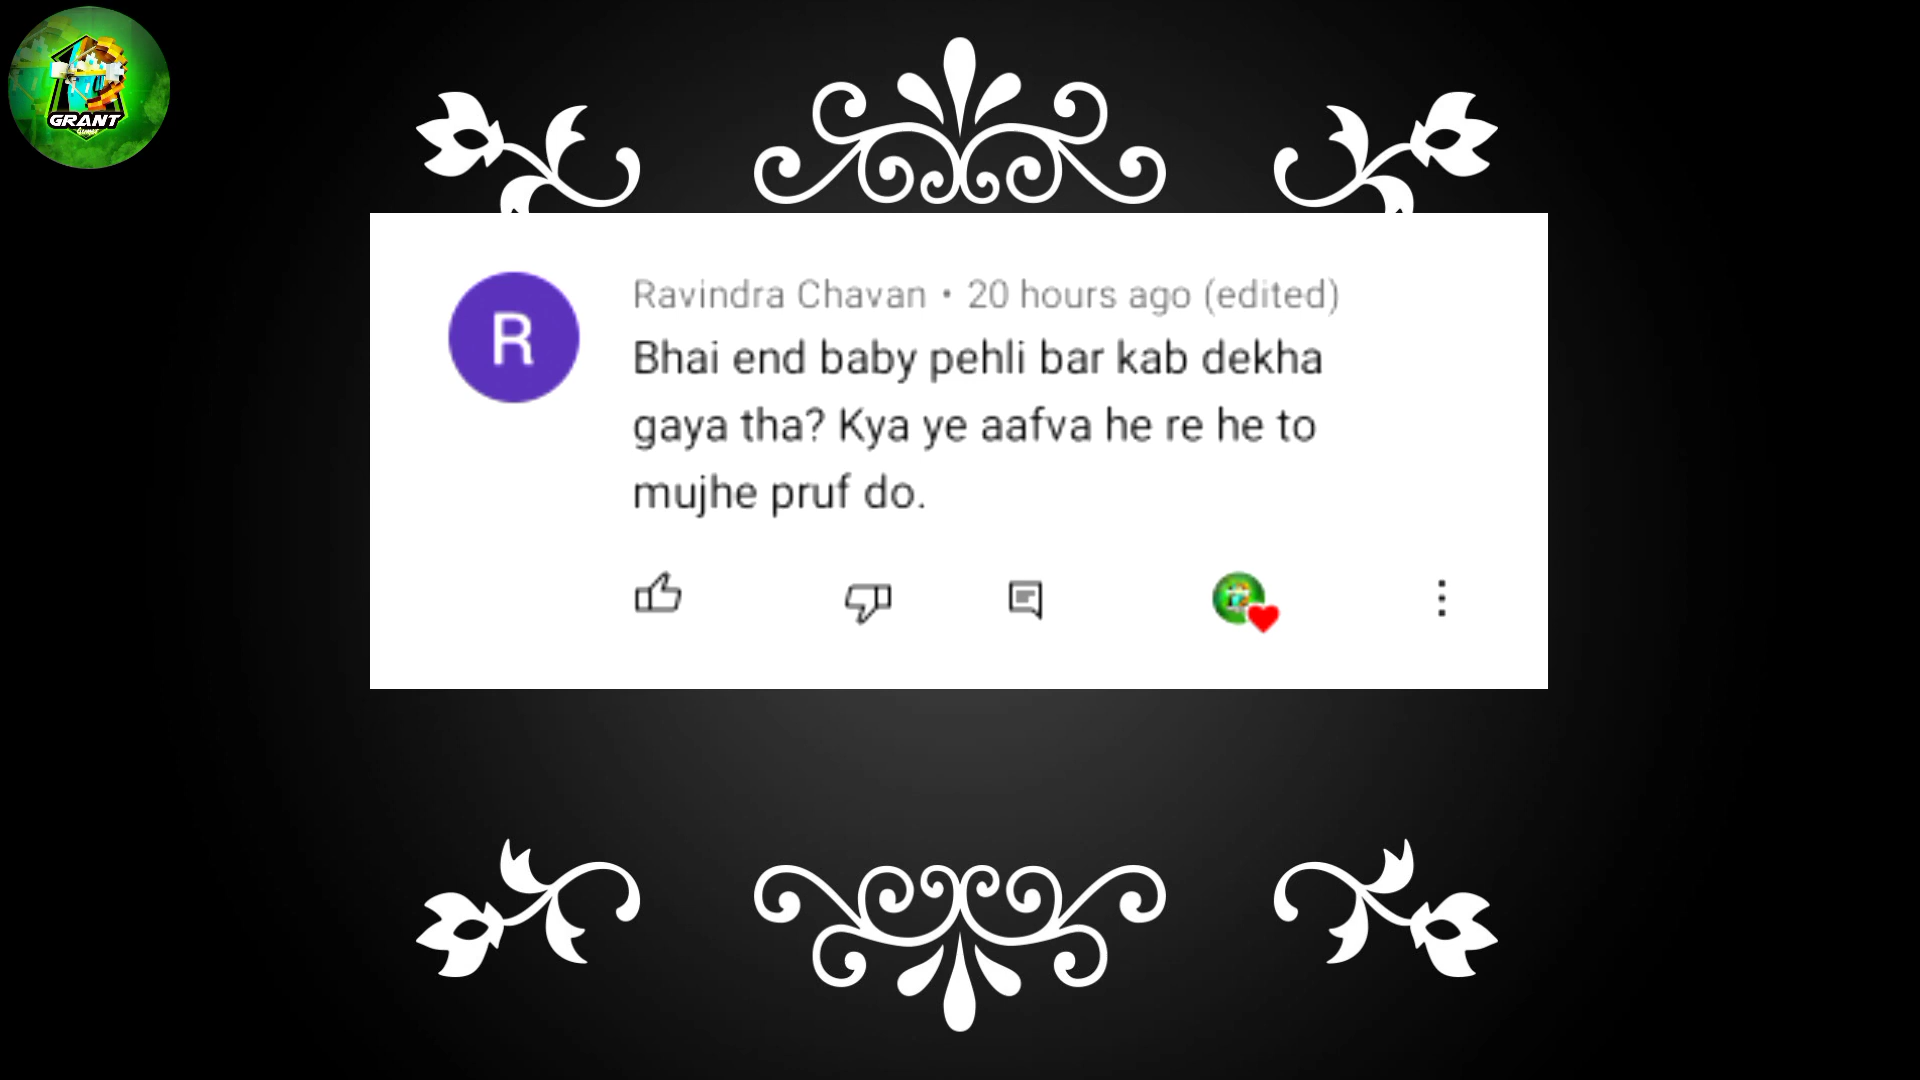 GRANT
Gamer
R
Ravindra Chavan • 20 hours ago (edited)
Bhai end baby pehli bar kab dekha
gaya tha? Kya ye aafva he re he to
mujhe pruf do.